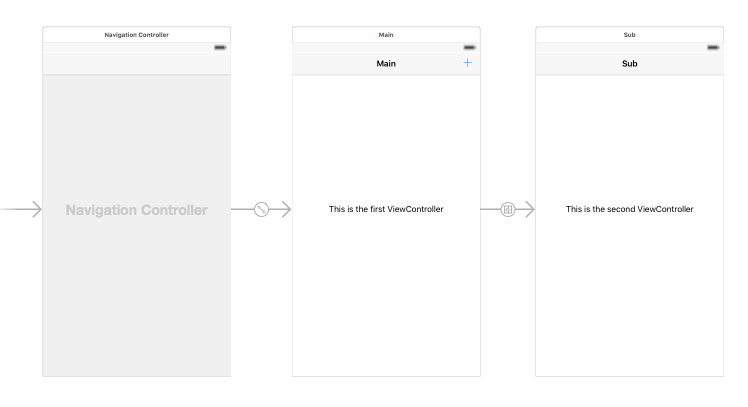 Navigation Controller
Main
Sub
Main +
Sub
Navigation Controller
This is the first ViewController
This is the second ViewController